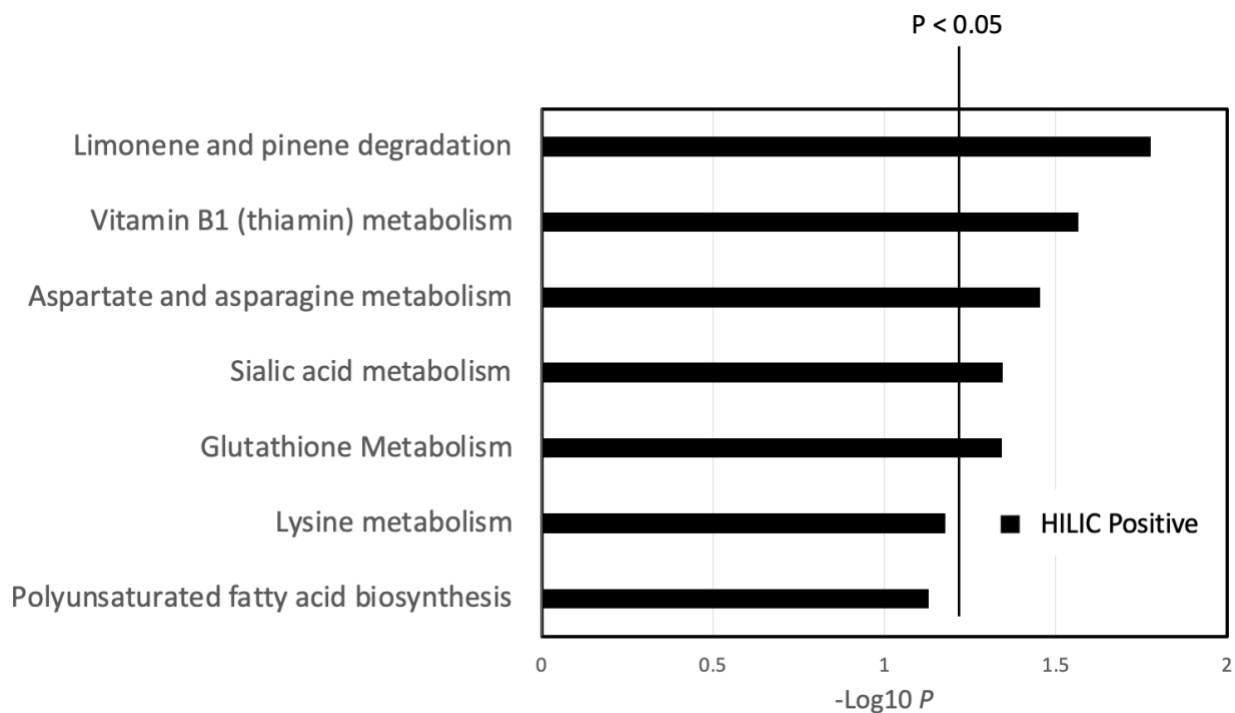 P < 0.05
Limonene and pinene degradation
Vitamin B1 (thiamin) metabolism
Aspartate and asparagine metabolism
Sialic acid metabolism
Glutathione Metabolism
Lysine metabolism
HILIC Positive
Polyunsaturated fatty acid biosynthesis
0 0.5 1 1.5 2
-Log10 P